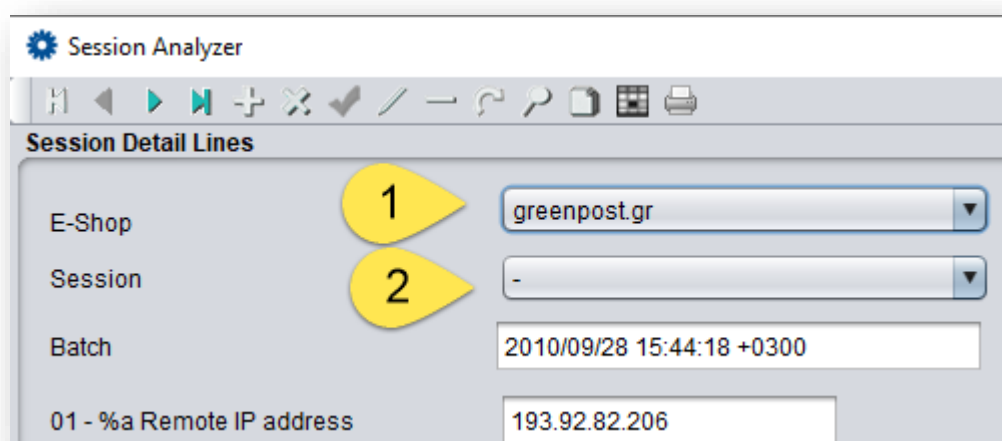 Session Analyzer
Session Detail Lines
E-Shop 1 greenpost.gr
Session 2 -
Batch 2010/09/28 15:44:18 +0300
01 - %a Remote IP address 193.92.82.206